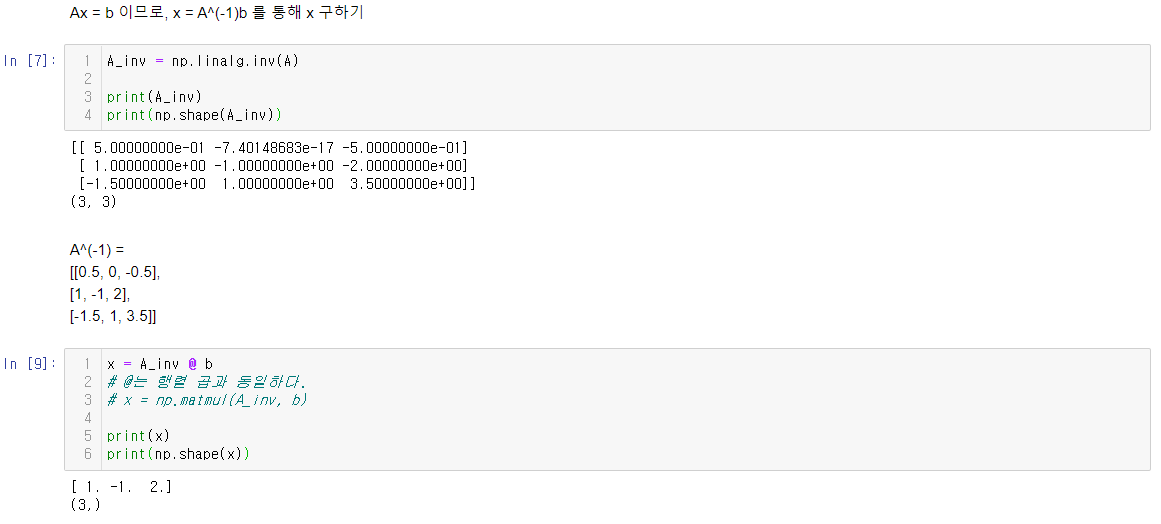 Ax = b 이므로, x = A^(-1)b 를 통해 x 구하기
In [7]:
1 A_inv = np.linalg.inv(A)
2
3 print(A_inv)
4 print(np.shape(A_inv))
[[ 5.00000000e-01 -7.40148683e-17 -5.00000000e-01]
[ 1.00000000e+00 -1.00000000e+00 -2.00000000e+00]
[-1.50000000e+00 1.00000000e+00 3.50000000e+00]]
(3, 3)
A^(-1) =
[[0.5, 0, -0.5],
[1, -1, 2],
[-1.5, 1, 3.5]]
In [9]:
1 x = A_inv @ b
2 # @는 행렬 곱과 동일하다.
3 # x = np.matmul(A_inv, b)
4
5 print(x)
6 print(np.shape(x))
[ 1. -1. 2.]
(3,)